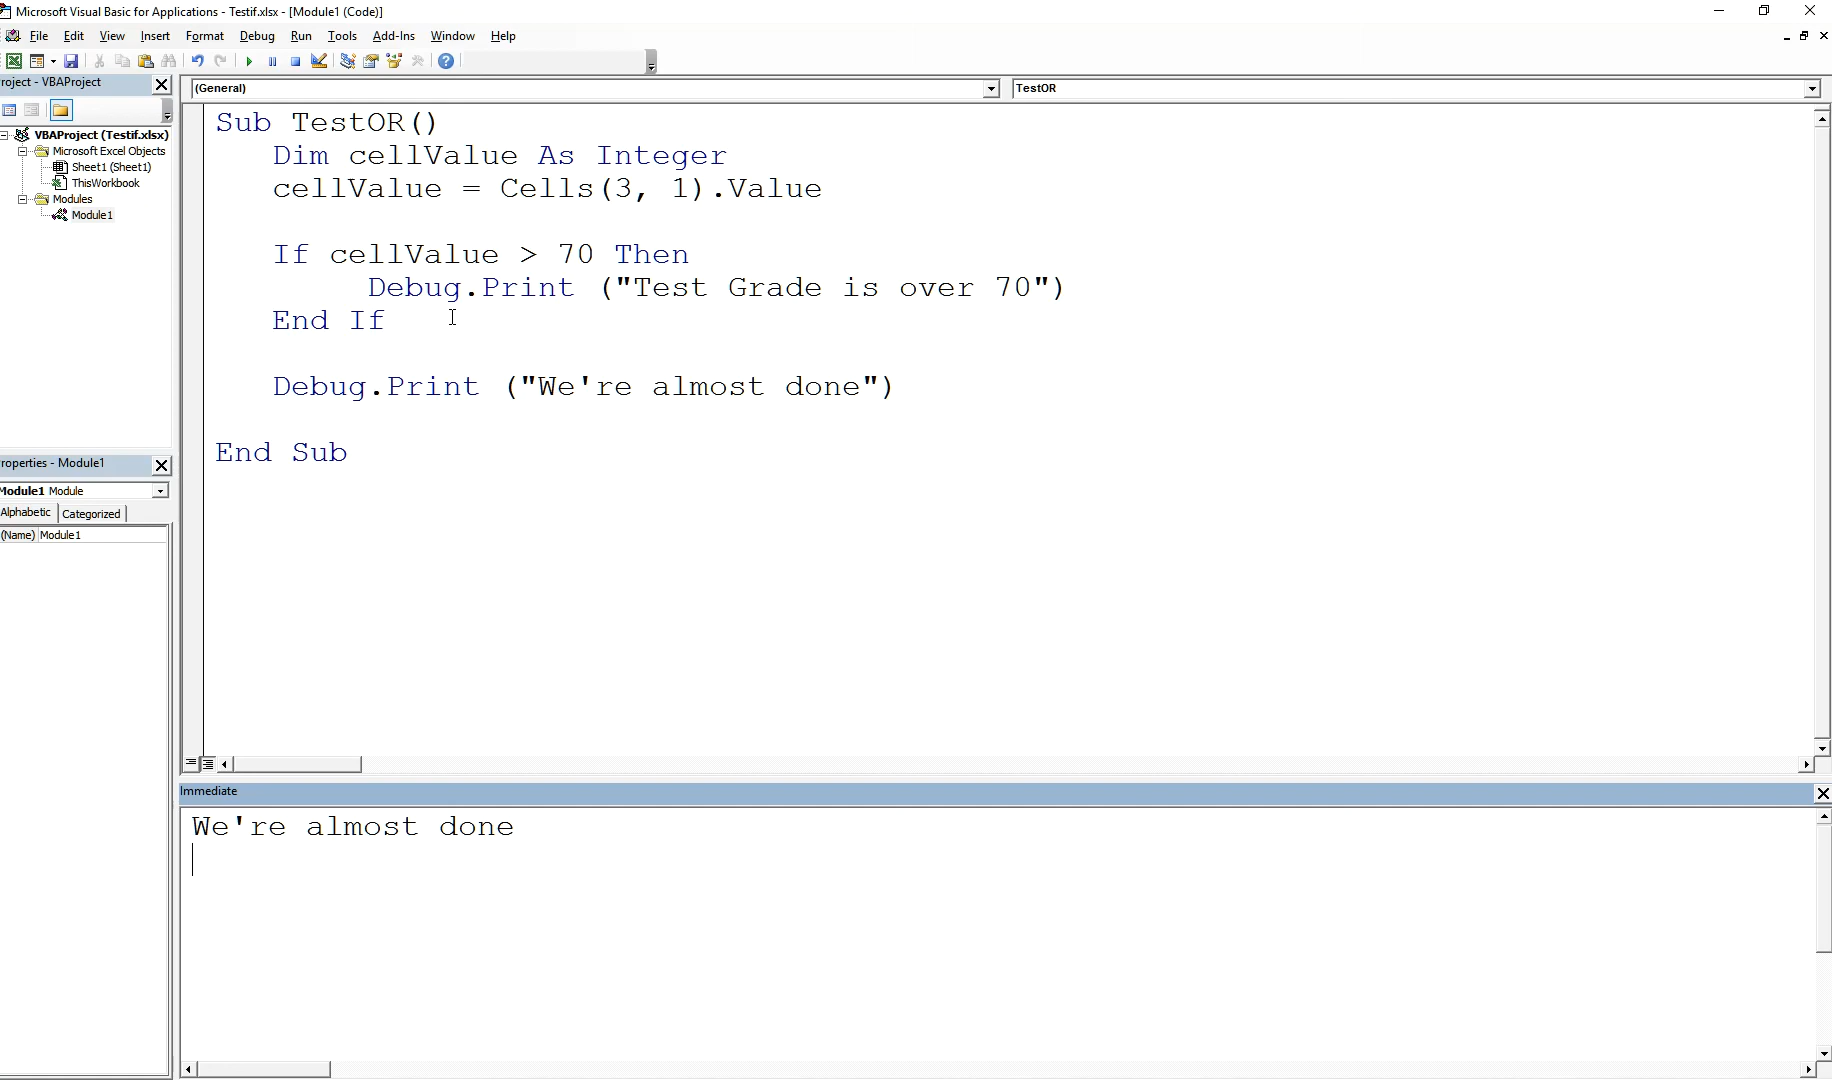 Microsoft Visual Basic for Applications - Testif.xlsx - [Module1 (Code)]
File Edit View Insert Format Debug Run Tools Add-Ins Window Help
roject - VBAProject
VBAProject (Testif.xlsx)
Microsoft Excel Objects
Sheet1 (Sheet1)
ThisWorkbook
Modules
Module1
roperties - Module1
Module1 Module
Alphabetic Categorized
(Name) Module1
(General) TestOR
Sub TestOR()
Dim cellValue As Integer
cellValue = Cells(3, 1).Value
If cellValue > 70 Then
Debug.Print ("Test Grade is over 70")
End If
Debug.Print ("We're almost done")
End Sub
Immediate
We're almost done